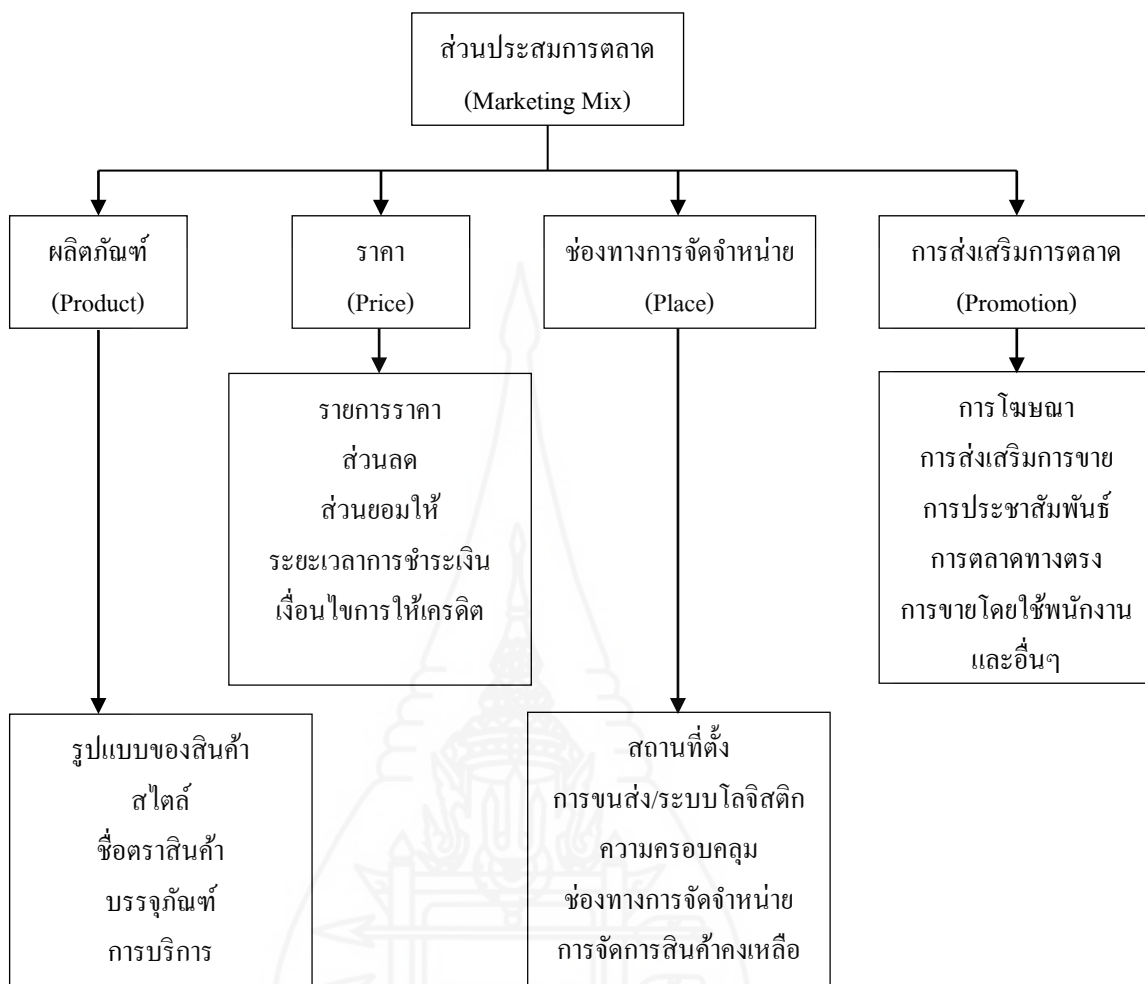 ส่วนประสมการตลาด
(Marketing Mix)
ผลิตภัณฑ์
(Product)
ราคา
(Price)
ช่องทางการจัดจำหน่าย
(Place)
การส่งเสริมการตลาด
(Promotion)
รายการราคา
ส่วนลด
ส่วนยอมให้
ระยะเวลาการชำระเงิน
เงื่อนไขการให้เครดิต
การโฆษณา
การส่งเสริมการขาย
การประชาสัมพันธ์
การตลาดทางตรง
การขายโดยใช้พนักงาน
และอื่นๆ
รูปแบบของสินค้า
สไตล์
ชื่อตราสินค้า
บรรจุภัณฑ์
การบริการ
สถานที่ตั้ง
การขนส่ง/ระบบโลจิสติก
ความครอบคลุม
ช่องทางการจัดจำหน่าย
การจัดการสินค้าคงเหลือ